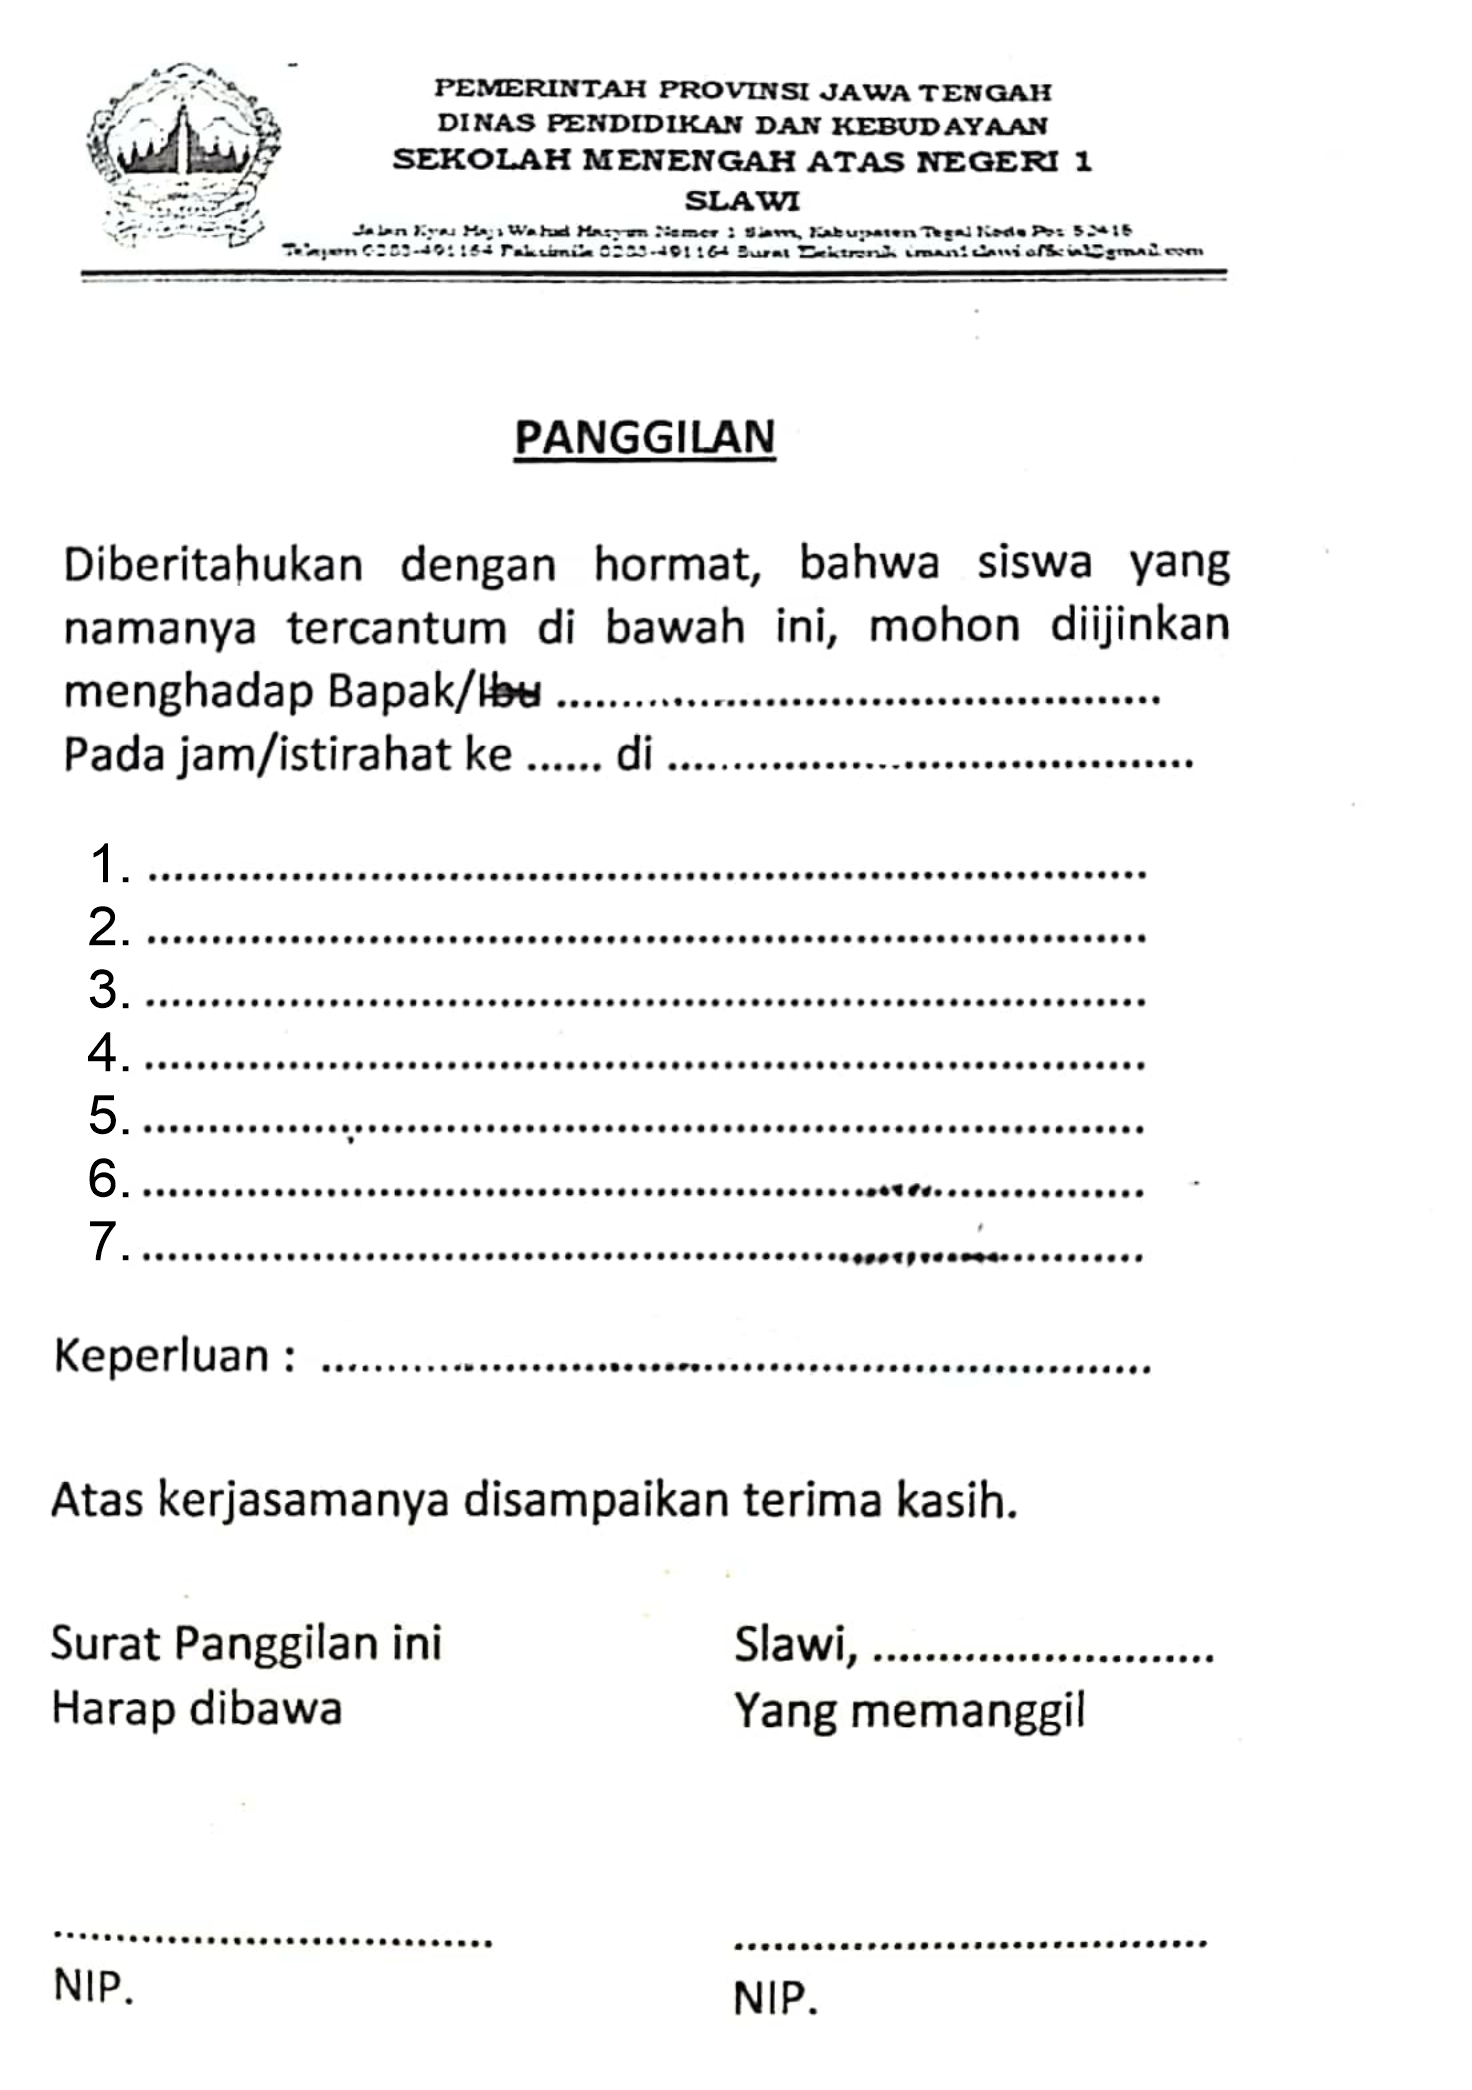 PEMERINTAH PROVINSI JAWA TENGAH
DINAS PENDIDIKAN DAN KEBUDAYAAN
SEKOLAH MENENGAH ATAS NEGERI 1
SLAWI
Jalan Kyai Haji Wahid Hasyim Nomor 1 Slawi, Kabupaten Tegal Kode Pos 52415
Telepon 0283-491164 Faksimile 0283-491164 Surat Elektronik
PANGGILAN
Diberitahukan dengan hormat, bahwa siswa yang
namanya tercantum di bawah ini, mohon diijinkan
menghadap Bapak/Ibu ..............................................
Pada jam/istirahat ke ...... di ........................................
1. ............................................................................
2. ............................................................................
3. ............................................................................
4. ............................................................................
5. ............................................................................
6. ............................................................................
7. ............................................................................
Keperluan : ...............................................................
Atas kerjasamanya disampaikan terima kasih.
Surat Panggilan ini
Harap dibawa
Slawi, ..........................
Yang memanggil
..................................
NIP.
....................................
NIP.